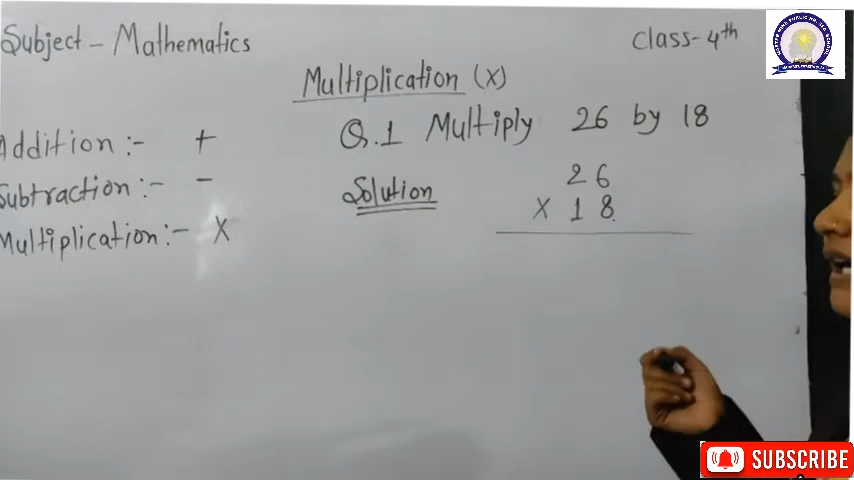 Subject - Mathematics
Class-4th
Multiplication (x)
Addition :- +
Subtraction :- -
Multiplication :- X
Q.1 Multiply 26 by 18
Solution
26
X 18
SUBSCRIBE